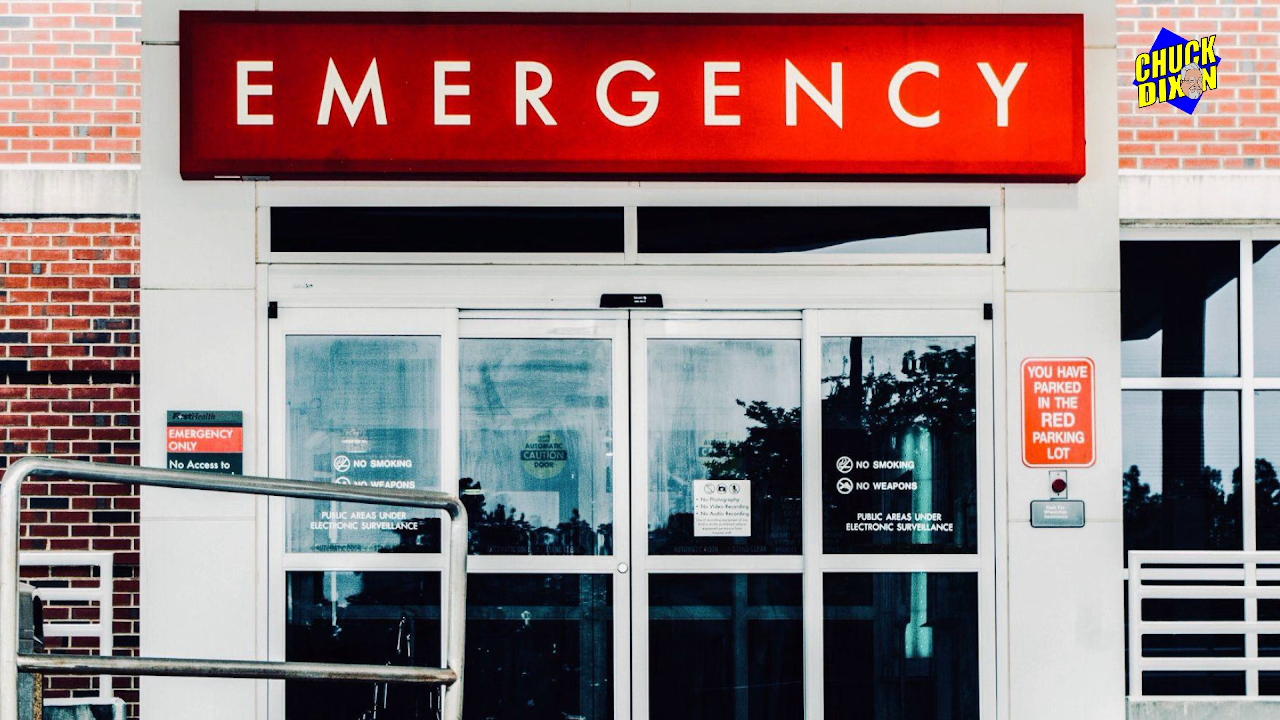 EMERGENCY
CHUCK
DIXON
FirstHealth
EMERGENCY
ONLY
No Access to
NO SMOKING
NO WEAPONS
PUBLIC AREAS UNDER
ELECTRONIC SURVEILLANCE
AUTOMATIC
CAUTION
DOOR
No Photography
No Video Recording
No Audio Recording
NO SMOKING
NO WEAPONS
PUBLIC AREAS UNDER
ELECTRONIC SURVEILLANCE
YOU HAVE
PARKED
IN THE
RED
PARKING
LOT